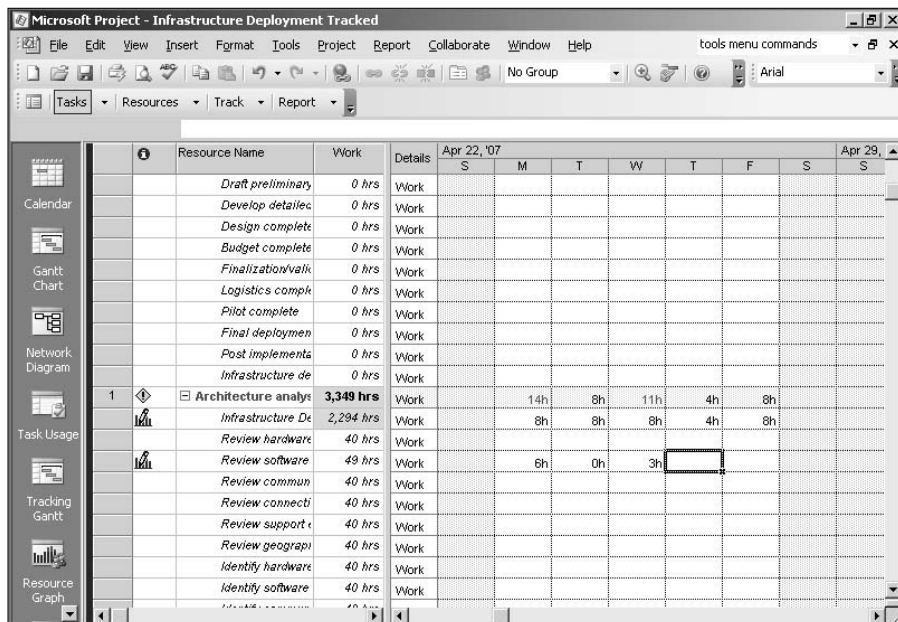 Microsoft Project - Infrastructure Deployment Tracked
File Edit View Insert Format Tools Project Report Collaborate Window Help tools menu commands
ABC No Group Arial
Tasks Resources Track Report
Resource Name Work Details Apr 22, '07 Apr 29,
S M T W T F S S
Draft preliminary 0 hrs Work
Develop detailed 0 hrs Work
Design complete 0 hrs Work
Budget complete 0 hrs Work
Finalization/valid 0 hrs Work
Logistics comple 0 hrs Work
Pilot complete 0 hrs Work
Final deploymen 0 hrs Work
Post implementa 0 hrs Work
Infrastructure de 0 hrs Work
1 Architecture analys 3,349 hrs Work 14h 8h 11h 4h 8h
Infrastructure De 2,294 hrs Work 8h 8h 8h 4h 8h
Review hardware 40 hrs Work
Review software 49 hrs Work 6h 0h 3h
Review commun 40 hrs Work
Review connecti 40 hrs Work
Review support 40 hrs Work
Review geograpl 40 hrs Work
Identify hardware 40 hrs Work
Identify software 40 hrs Work
Calendar
Gantt
Chart
Network
Diagram
Task Usage
Tracking
Gantt
Resource
Graph